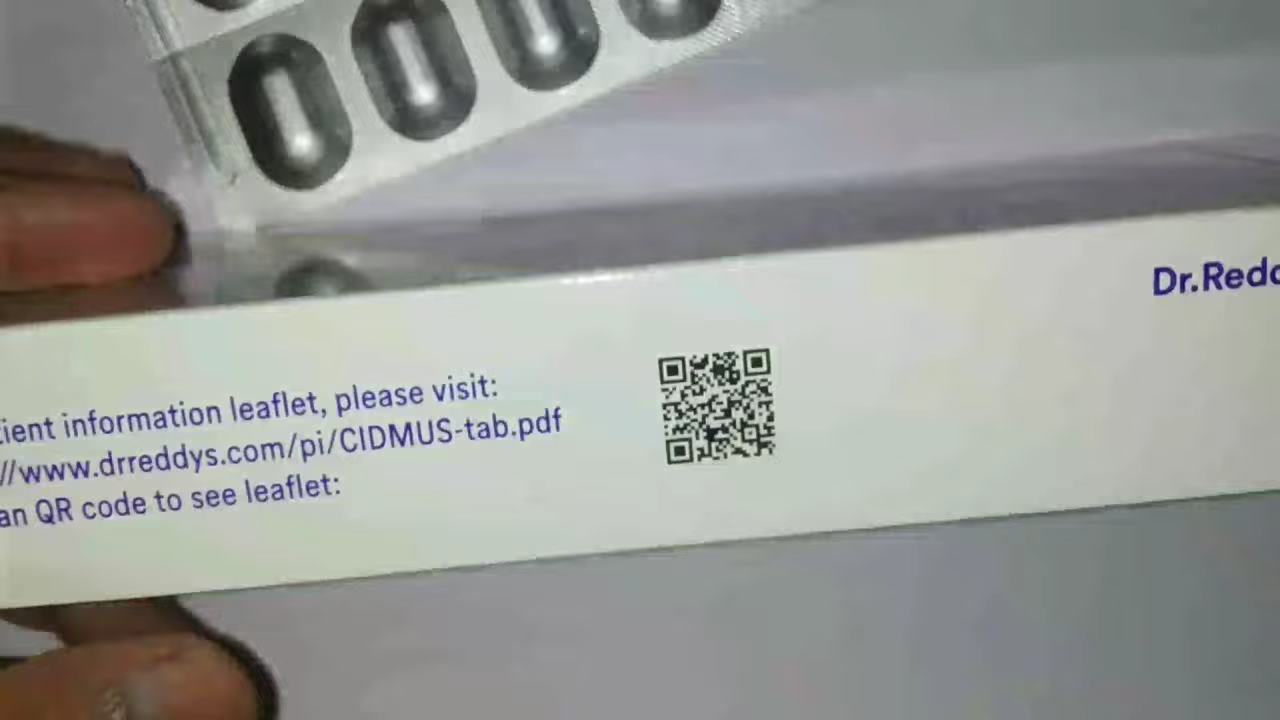 tient information leaflet, please visit:
//www.drreddys.com/pi/CIDMUS-tab.pdf
an QR code to see leaflet:
Dr.Redd